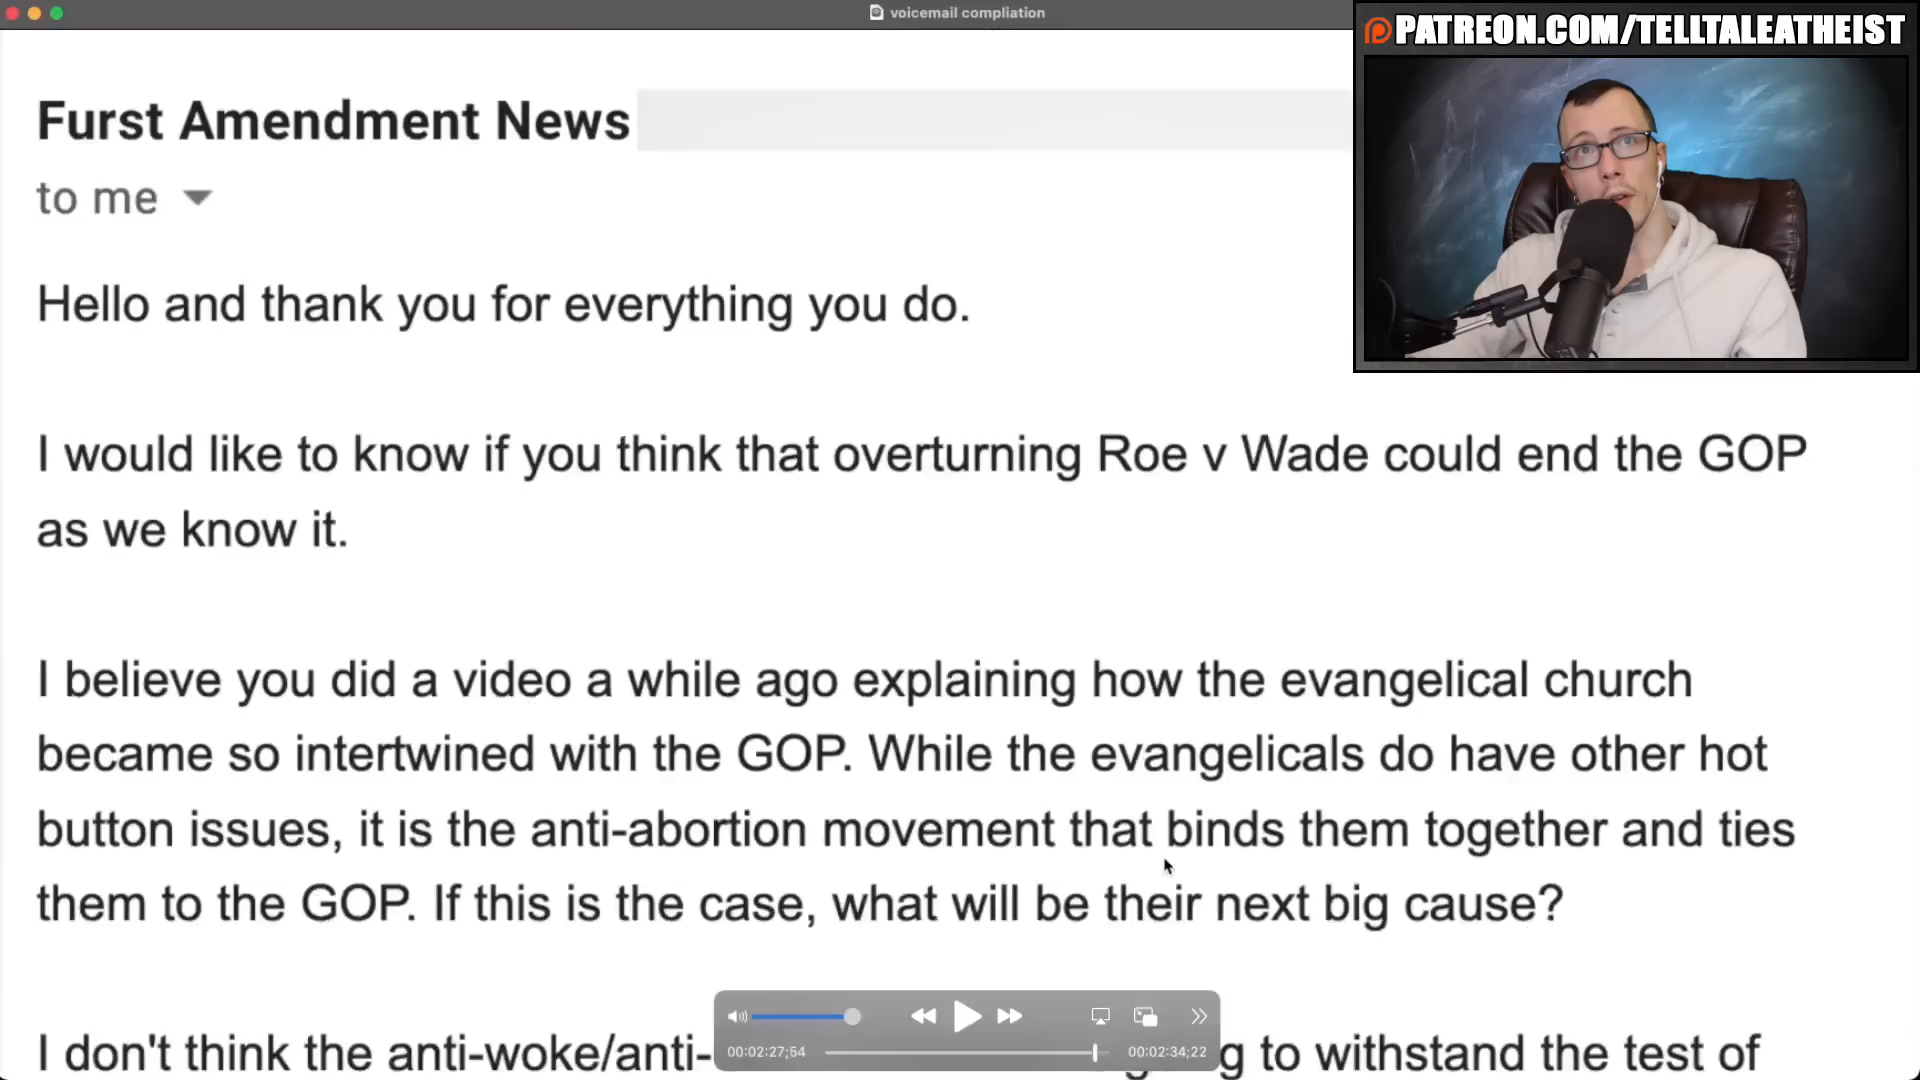 voicemail compliation
PATREON.COM/TELLTALEATHEIST
Furst Amendment News
to me
Hello and thank you for everything you do.
I would like to know if you think that overturning Roe v Wade could end the GOP
as we know it.
I believe you did a video a while ago explaining how the evangelical church
became so intertwined with the GOP. While the evangelicals do have other hot
button issues, it is the anti-abortion movement that binds them together and ties
them to the GOP. If this is the case, what will be their next big cause?
I don't think the anti-woke/anti- to withstand the test of
00:02:27;54 00:02:34;22